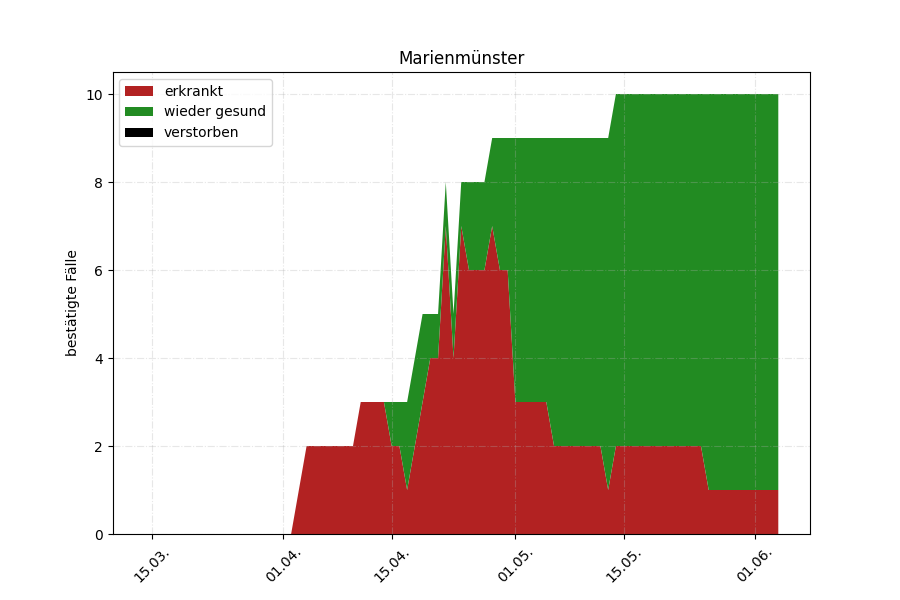 Marienmünster
erkrankt
wieder gesund
verstorben
bestätigte Fälle
10
8
6
4
2
0
15.03.
01.04.
15.04.
01.05.
15.05.
01.06.